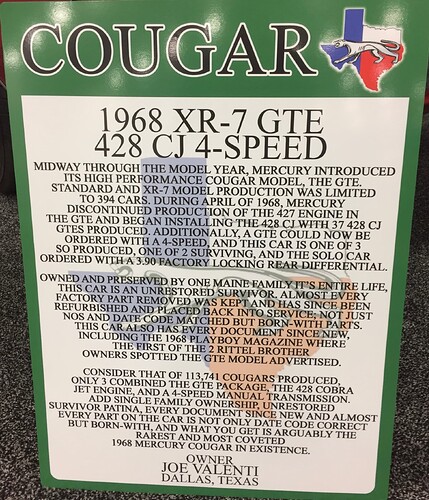 COUGAR
1968 XR-7 GTE
428 CJ 4-SPEED
MIDWAY THROUGH THE MODEL YEAR, MERCURY INTRODUCED
ITS HIGH PERFORMANCE COUGAR MODEL, THE GTE.
STANDARD AND XR-7 MODEL PRODUCTION WAS LIMITED
TO 394 CARS. DURING APRIL OF 1968, MERCURY
DISCONTINUED PRODUCTION OF THE 427 ENGINE IN
THE GTE AND BEGAN INSTALLING THE 428 CJ WITH 37 428 CJ
GTES PRODUCED. ADDITIONALLY, A GTE COULD NOW BE
ORDERED WITH A 4-SPEED, AND THIS CAR IS ONE OF 3
SO PRODUCED, ONE OF 2 SURVIVING, AND THE SOLO CAR
ORDERED WITH A 3.90 FACTORY LOCKING REAR DIFFERENTIAL.
OWNED AND PRESERVED BY ONE MAINE FAMILY ITS ENTIRE LIFE,
THIS CAR IS AN UNRESTORED SURVIVOR. ALMOST EVERY
FACTORY PART REMOVED WAS KEPT AND HAS SINCE BEEN
REFURBISHED AND PLACED BACK INTO SERVICE. NOT JUST
NOS AND DATE CODE MATCHED BUT BORN-WITH PARTS.
THIS CAR ALSO HAS EVERY DOCUMENT SINCE NEW,
INCLUDING THE 1968 PLAYBOY MAGAZINE WHERE
THE FIRST OF THE 2 RITTEL BROTHER
OWNERS SPOTTED THE GTE MODEL ADVERTISED.
CONSIDER THAT OF 113,741 COUGARS PRODUCED,
ONLY 3 COMBINED THE GTE PACKAGE, THE 428 COBRA
JET ENGINE, AND A 4-SPEED MANUAL TRANSMISSION.
ADD SINGLE FAMILY OWNERSHIP, UNRESTORED
SURVIVOR PATINA, EVERY DOCUMENT SINCE NEW AND ALMOST
EVERY PART ON THE CAR IS NOT ONLY DATE CODE CORRECT
BUT BORN-WITH, AND WHAT YOU GET IS ARGUABLY THE
RAREST AND MOST COVETED
1968 MERCURY COUGAR IN EXISTENCE.
OWNER
JOE VALENTI
DALLAS, TEXAS